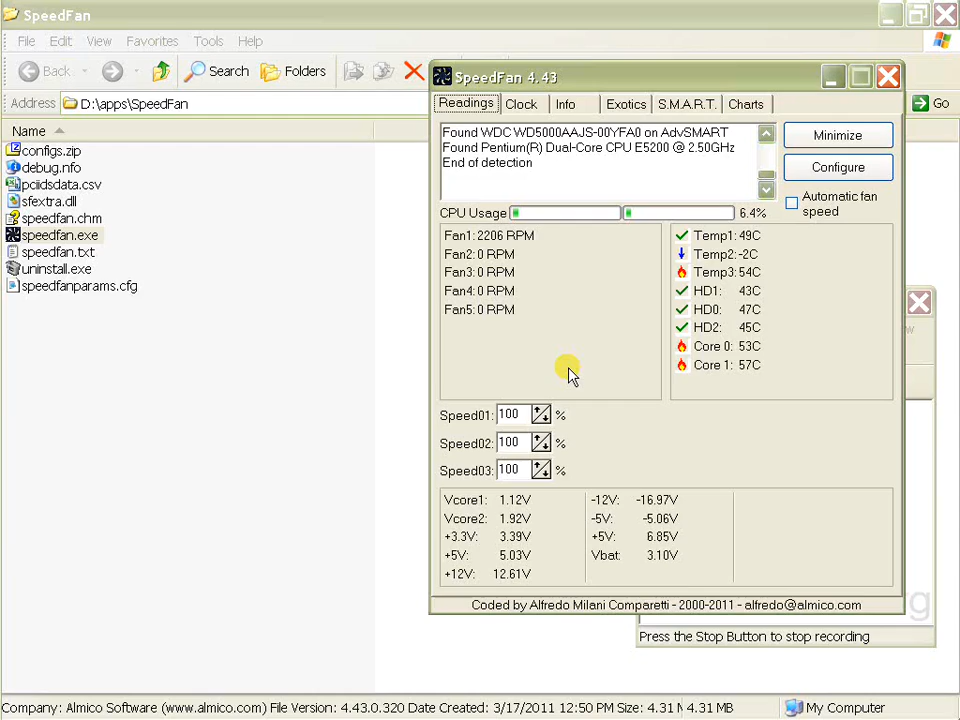 SpeedFan
File Edit View Favorites Tools Help
Back Search Folders
Address D:\apps\SpeedFan Go
Name
configs.zip
debug.nfo
pciidsdata.csv
sfextra.dll
speedfan.chm
speedfan.exe
speedfan.txt
uninstall.exe
speedfanparams.cfg
SpeedFan 4.43
Readings Clock Info Exotics S.M.A.R.T. Charts
Found WDC WD5000AAJS-00YFA0 on AdvSMART
Found Pentium(R) Dual-Core CPU E5200 @ 2.50GHz
End of detection
Minimize
Configure
Automatic fan
speed
CPU Usage 6.4%
Fan1: 2206 RPM
Fan2: 0 RPM
Fan3: 0 RPM
Fan4: 0 RPM
Fan5: 0 RPM
Temp1: 49C
Temp2: -2C
Temp3: 54C
HD1: 43C
HD0: 47C
HD2: 45C
Core 0: 53C
Core 1: 57C
Speed01: 100 %
Speed02: 100 %
Speed03: 100 %
Vcore1: 1.12V
Vcore2: 1.92V
+3.3V: 3.39V
+5V: 5.03V
+12V: 12.61V
-12V: -16.97V
-5V: -5.06V
+5V: 6.85V
Vbat: 3.10V
Coded by Alfredo Milani Comparetti - 2000-2011 - alfredo@almico.com
Press the Stop Button to stop recording
Company: Almico Software (www.almico.com) File Version: 4.43.0.320 Date Created: 3/17/2011 12:50 PM Size: 4.31 M 4.31 MB My Computer